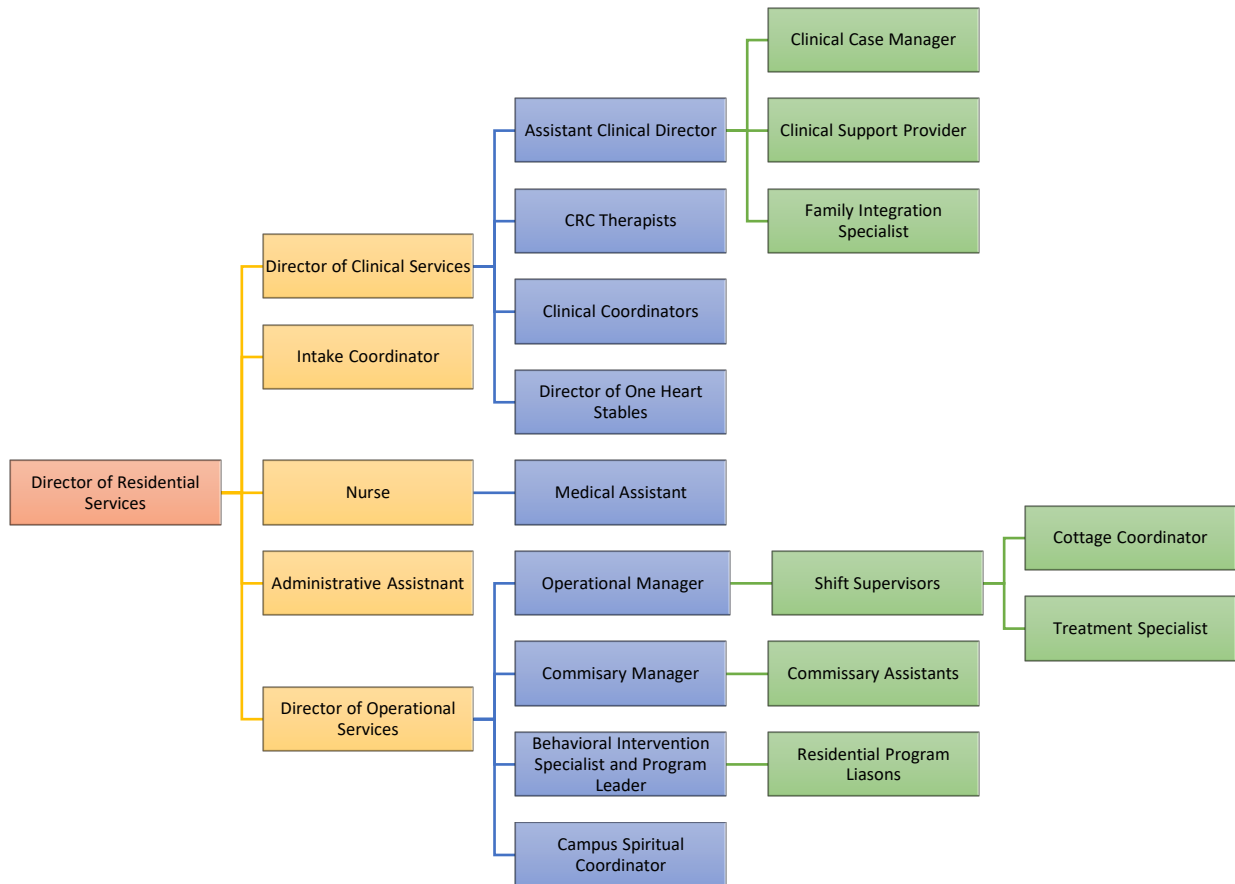 Clinical Case Manager
Assistant Clinical Director
Clinical Support Provider
CRC Therapists
Family Integration
Specialist
Director of Clinical Services
Clinical Coordinators
Intake Coordinator
Director of One Heart
Stables
Director of Residential
Services
Nurse
Medical Assistant
Cottage Coordinator
Administrative Assistnant
Operational Manager
Shift Supervisors
Treatment Specialist
Commisary Manager
Commissary Assistants
Director of Operational
Services
Behavioral Intervention
Specialist and Program
Leader
Residential Program
Liasons
Campus Spiritual
Coordinator